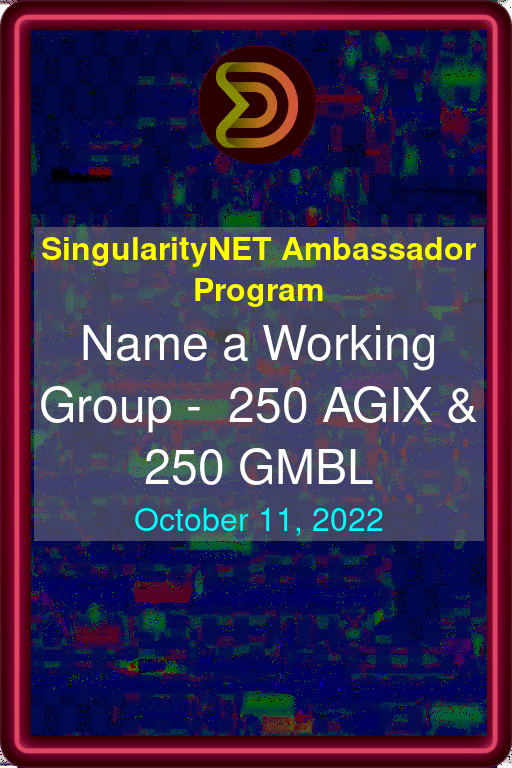 SingularityNET Ambassador
Program
Name a Working
Group -  250 AGIX &
250 GMBL
October 11, 2022